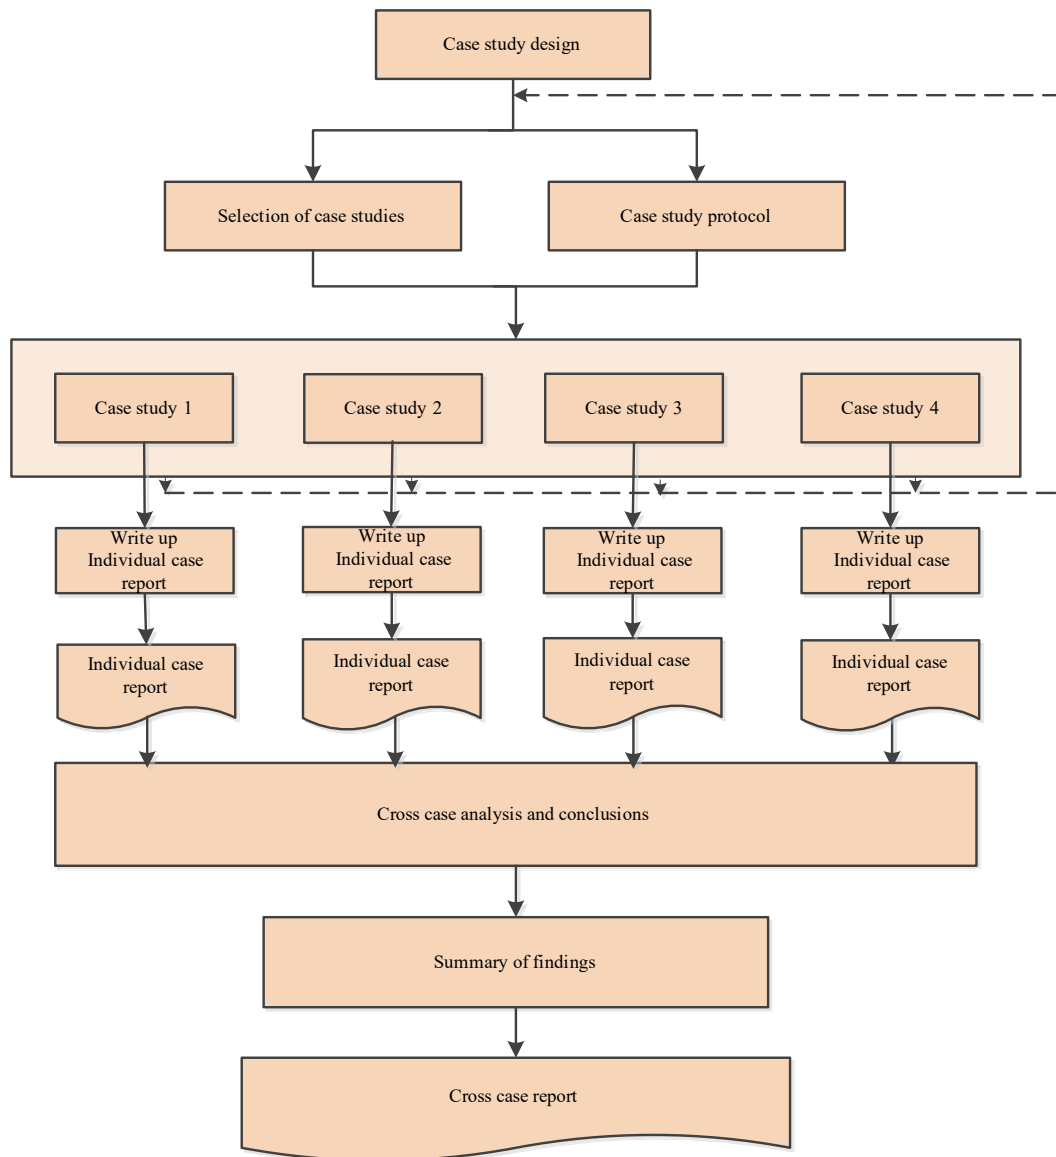 Case study design
Selection of case studies
Case study protocol
Case study 1
Case study 2
Case study 3
Case study 4
Write up
Individual case
report
Write up
Individual case
report
Write up
Individual case
report
Write up
Individual case
report
Individual case
report
Individual case
report
Individual case
report
Individual case
report
Cross case analysis and conclusions
Summary of findings
Cross case report